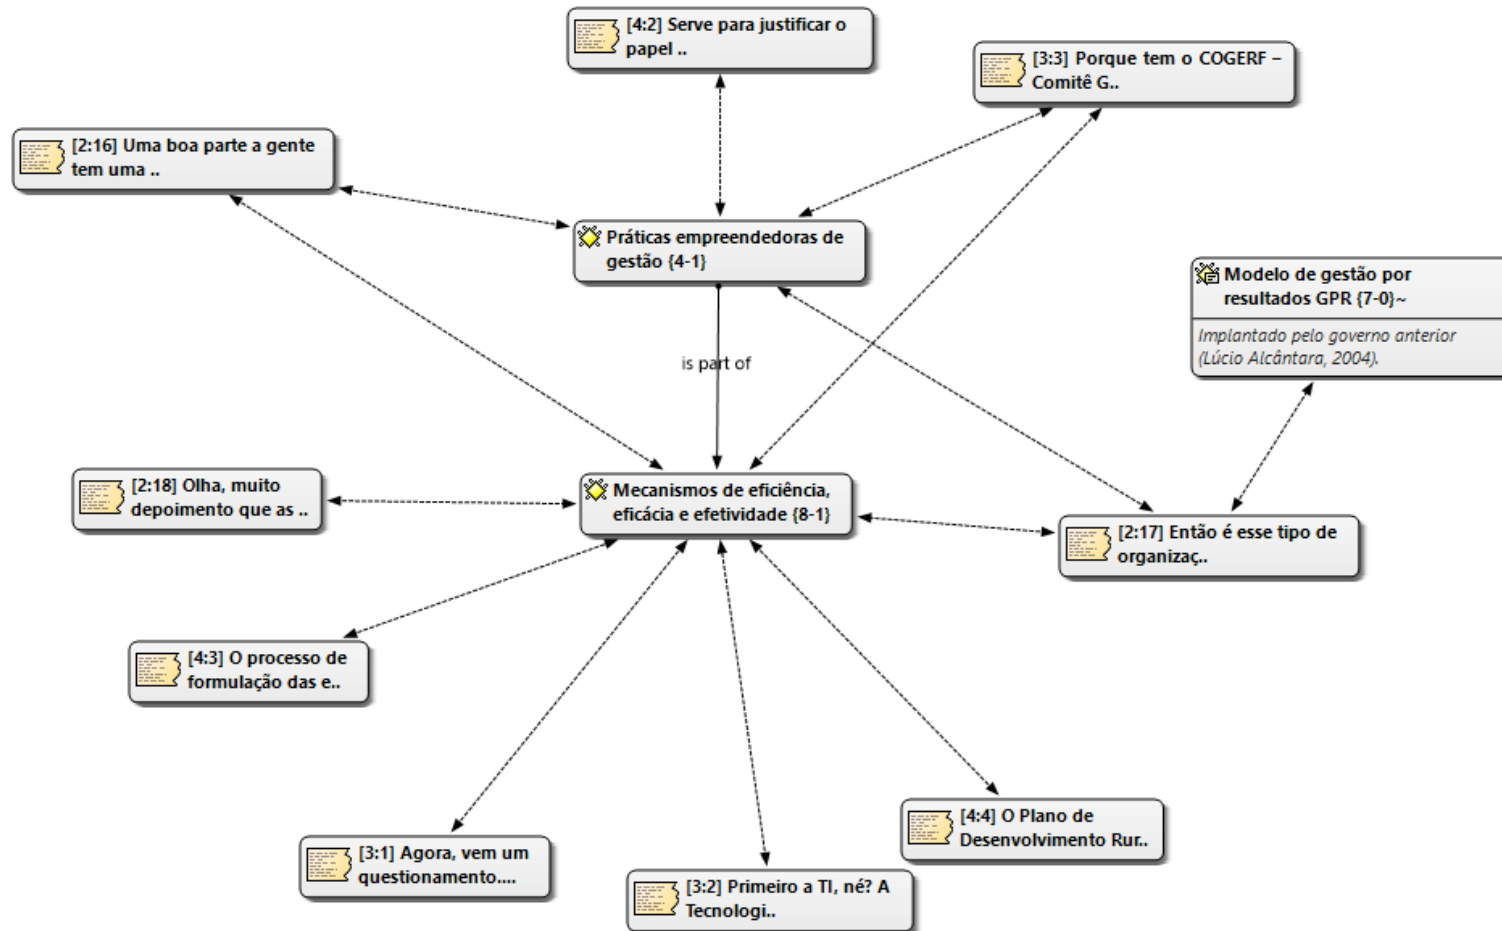 [4:2] Serve para justificar o
papel ..
[3:3] Porque tem o COGERF –
Comitê G..
[2:16] Uma boa parte a gente
tem uma ..
Práticas empreendedoras de
gestão {4-1}
Modelo de gestão por
resultados GPR {7-0}~
Implantado pelo governo anterior
(Lúcio Alcântara, 2004).
is part of
[2:18] Olha, muito
depoimento que as ..
Mecanismos de eficiência,
eficácia e efetividade {8-1}
[2:17] Então é esse tipo de
organizaç..
[4:3] O processo de
formulação das e..
[4:4] O Plano de
Desenvolvimento Rur..
[3:1] Agora, vem um
questionamento....
[3:2] Primeiro a TI, né? A
Tecnologi..